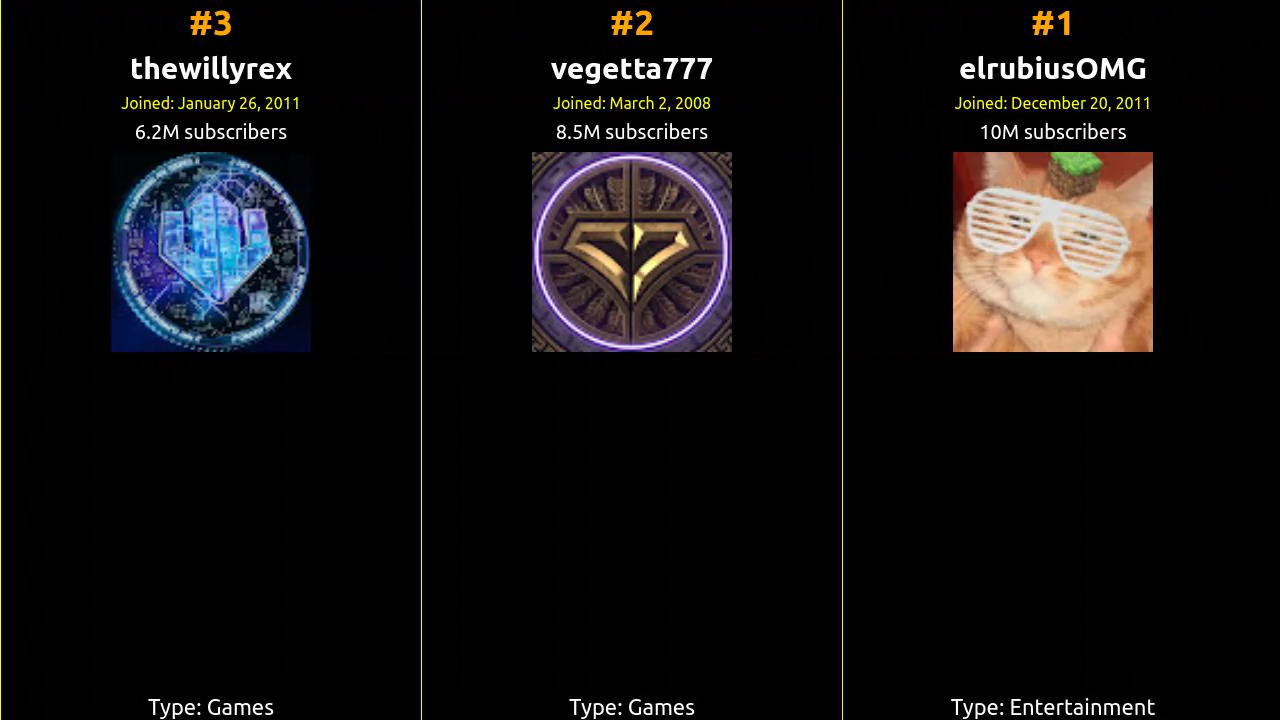 #3
thewillyrex
Joined: January 26, 2011
6.2M subscribers
Type: Games
#2
vegetta777
Joined: March 2, 2008
8.5M subscribers
Type: Games
#1
elrubiusOMG
Joined: December 20, 2011
10M subscribers
Type: Entertainment